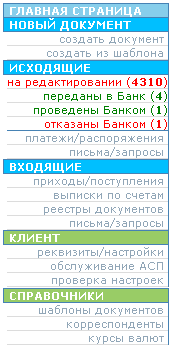 ГЛАВНАЯ СТРАНИЦА
НОВЫЙ ДОКУМЕНТ
создать документ
создать из шаблона
ИСХОДЯЩИЕ
на редактировании (4310)
переданы в Банк (4)
проведены Банком (1)
отказаны Банком (1)
платежи/распоряжения
письма/запросы
ВХОДЯЩИЕ
приходы/поступления
выписки по счетам
реестры документов
письма/запросы
КЛИЕНТ
реквизиты/настройки
обслуживание АСП
проверка настроек
СПРАВОЧНИКИ
шаблоны документов
корреспонденты
курсы валют